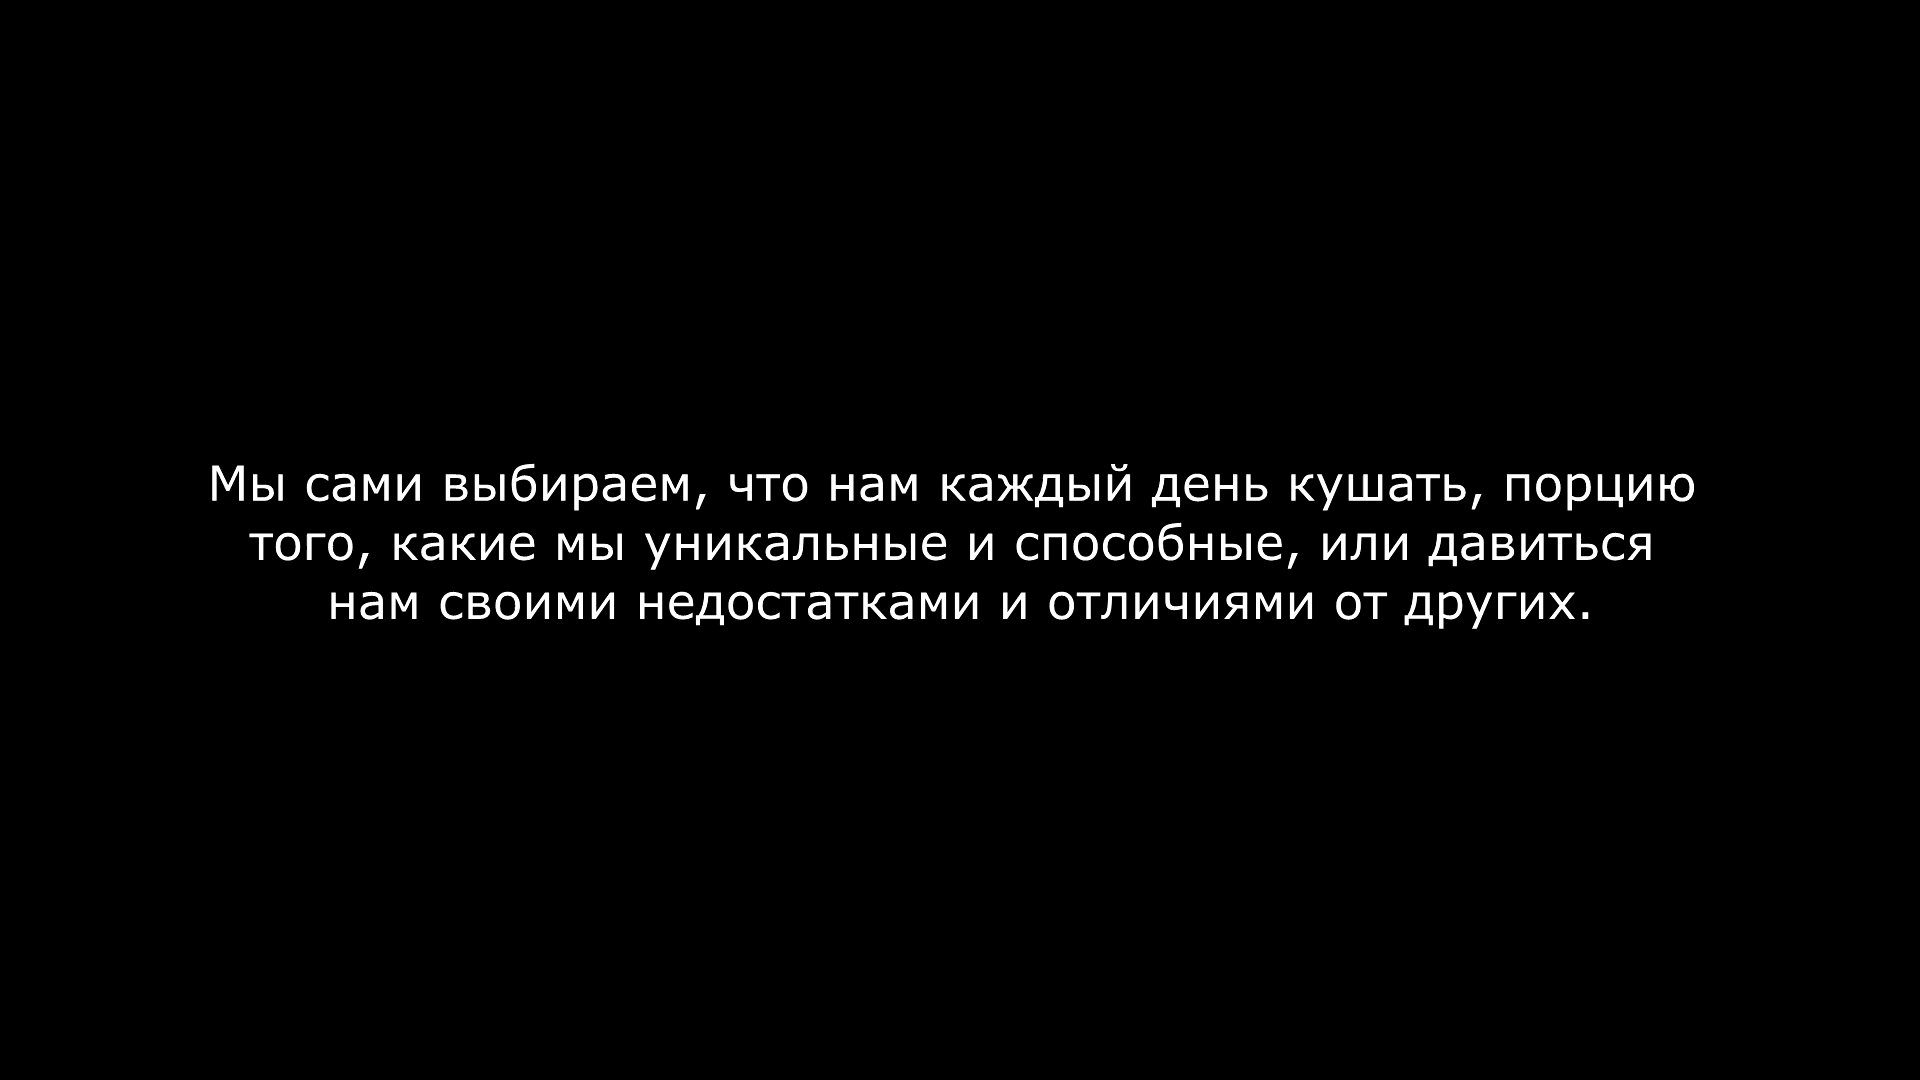 Мы сами выбираем, что нам каждый день кушать, порцию
того, какие мы уникальные и способные, или давиться
нам своими недостатками и отличиями от других.